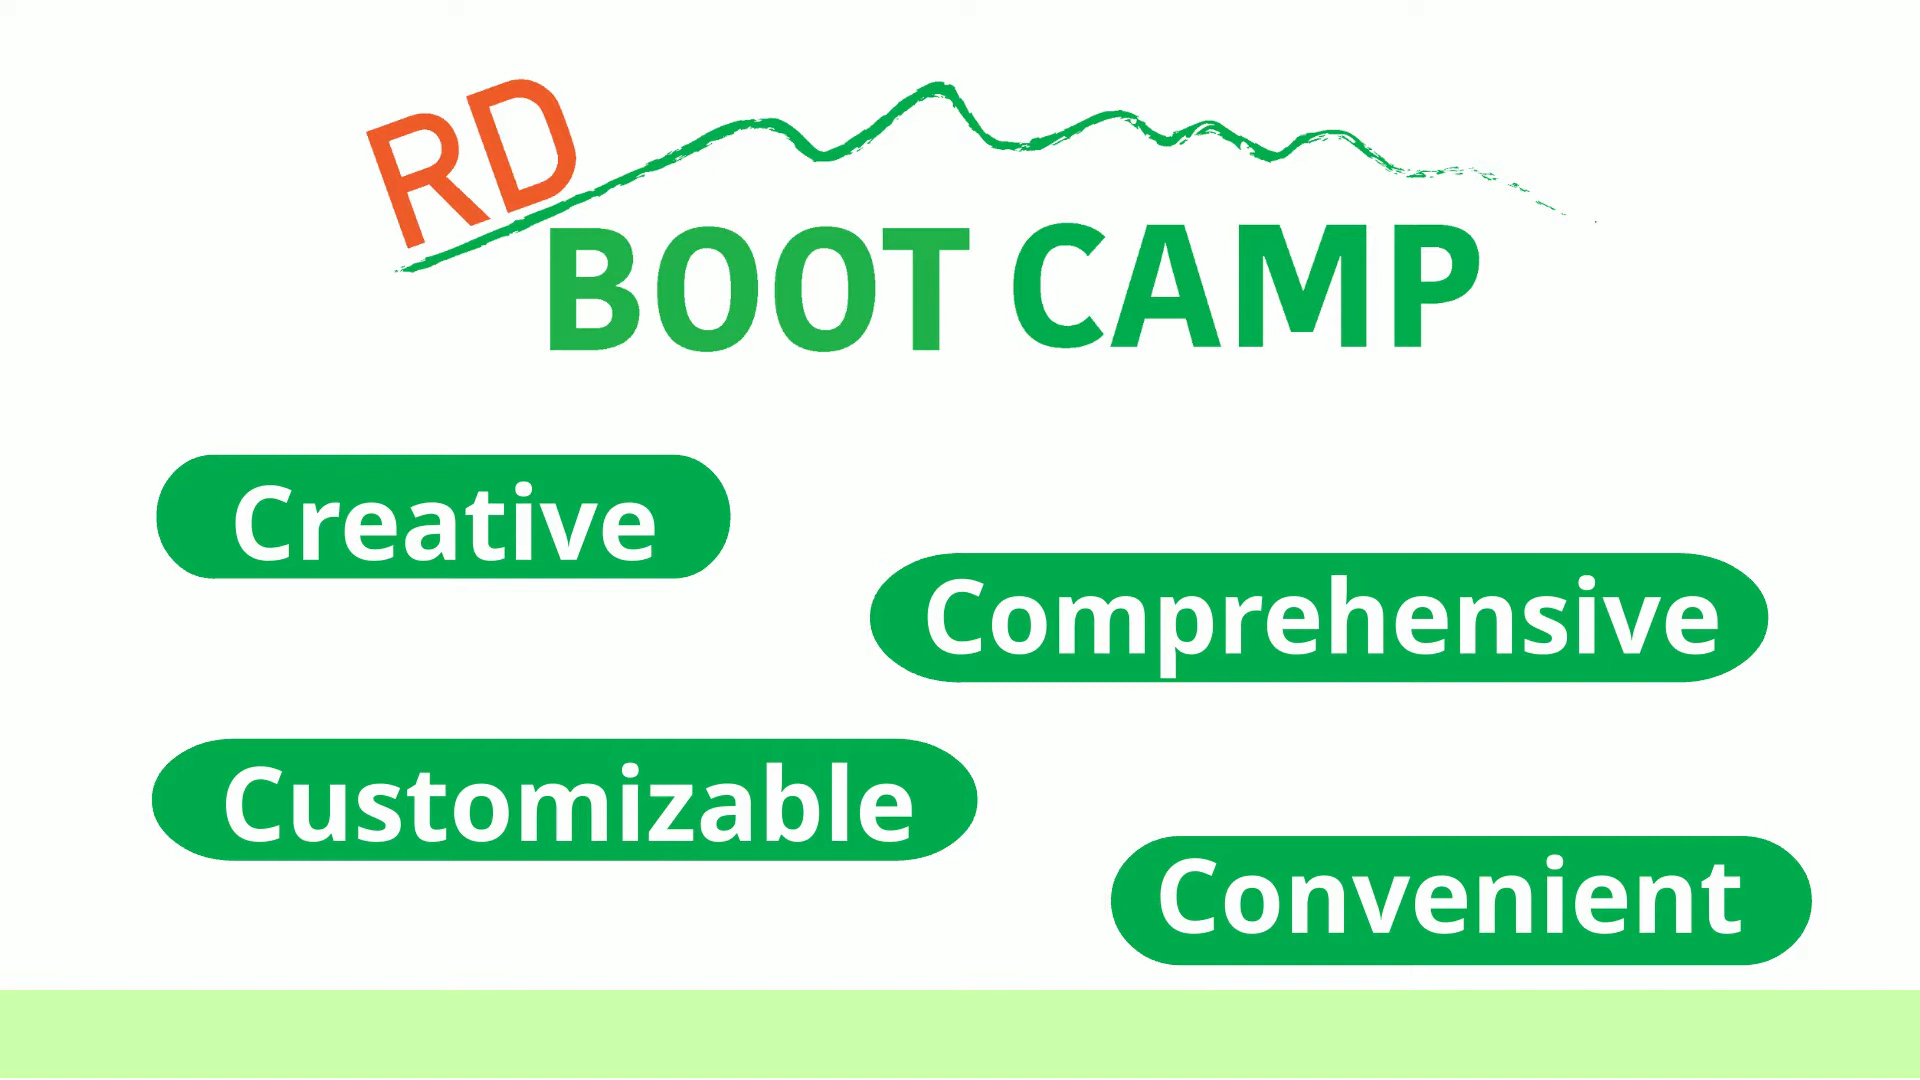 RD
BOOT CAMP
Creative
Comprehensive
Customizable
Convenient